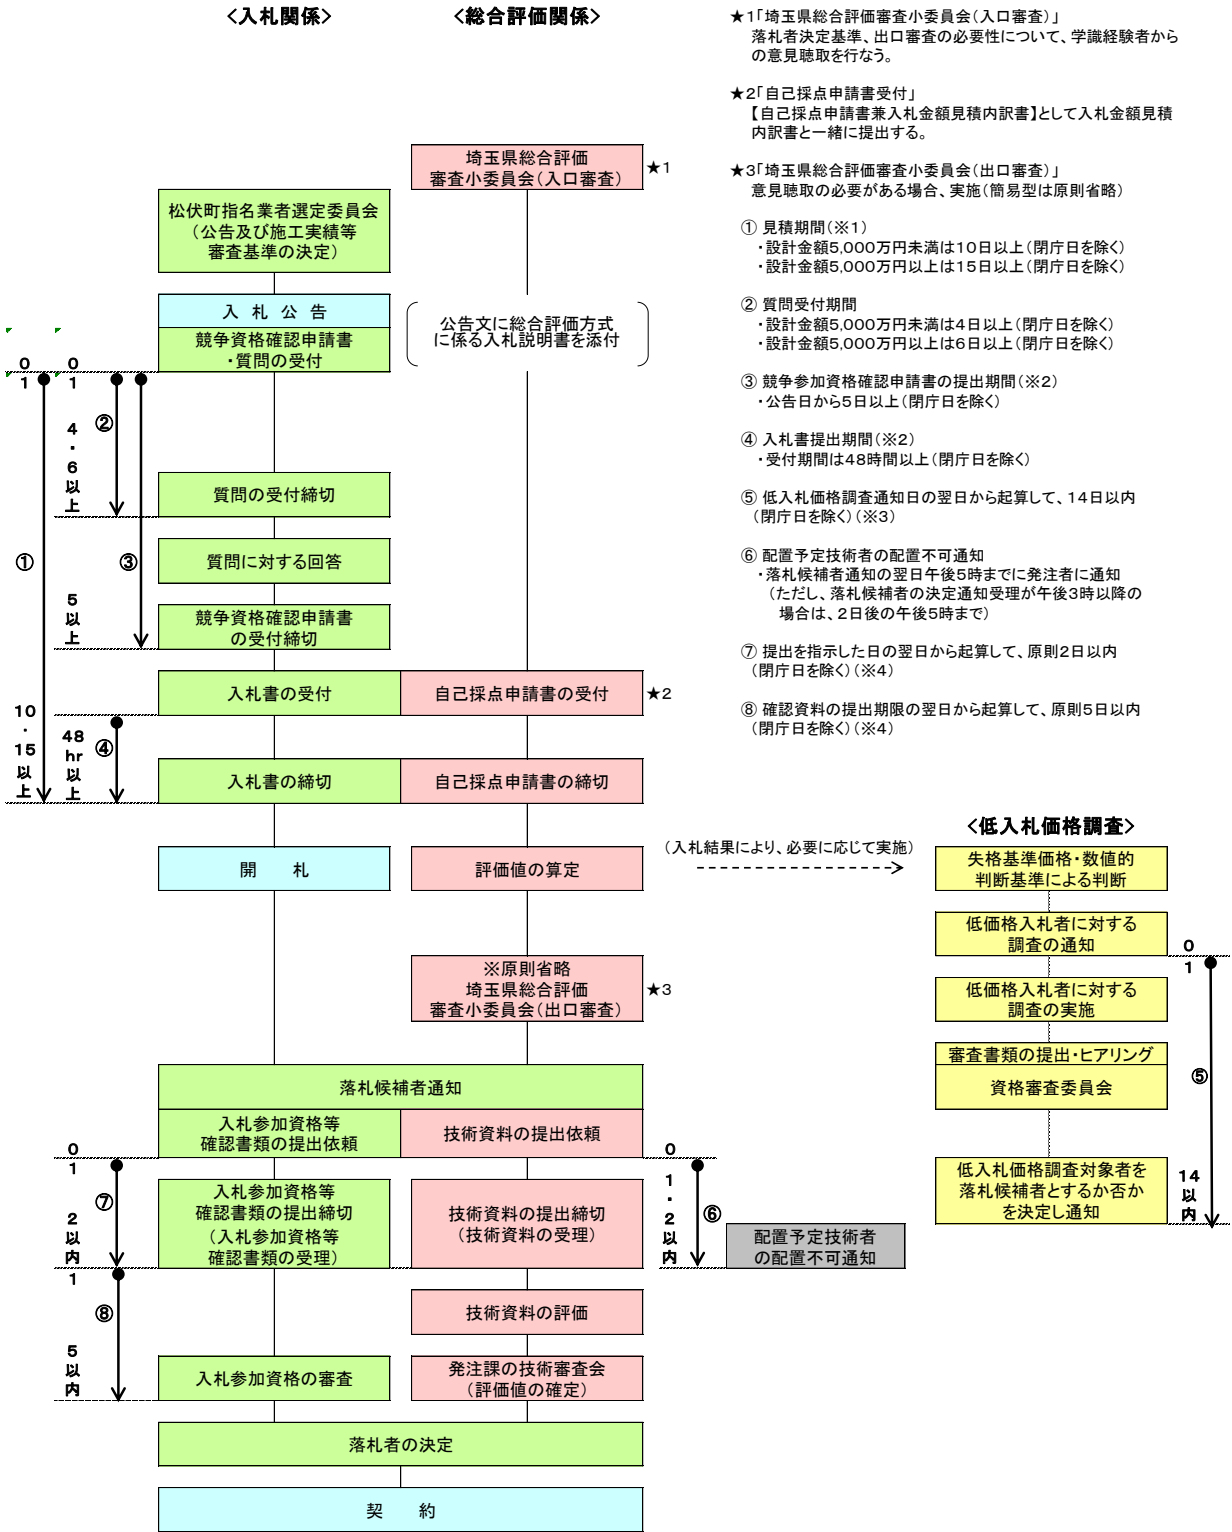 <入札関係>
<総合評価関係>
★1「埼玉県総合評価審査小委員会(入口審査)」
落札者決定基準、出口審査の必要性について、学識経験者から
の意見聴取を行なう。
★2「自己採点申請書受付」
【自己採点申請書兼入札金額見積内訳書】として入札金額見積
内訳書と一緒に提出する。
★3「埼玉県総合評価審査小委員会(出口審査)」
意見聴取の必要がある場合、実施(簡易型は原則省略)
① 見積期間(※1)
・設計金額5,000万円未満は10日以上(閉庁日を除く)
・設計金額5,000万円以上は15日以上(閉庁日を除く)
② 質問受付期間
・設計金額5,000万円未満は4日以上(閉庁日を除く)
・設計金額5,000万円以上は6日以上(閉庁日を除く)
③ 競争参加資格確認申請書の提出期間(※2)
・公告日から5日以上(閉庁日を除く)
④ 入札書提出期間(※2)
・受付期間は48時間以上(閉庁日を除く)
⑤ 低入札価格調査通知日の翌日から起算して、14日以内
(閉庁日を除く)(※3)
⑥ 配置予定技術者の配置不可通知
・落札候補者通知の翌日午後5時までに発注者に通知
(ただし、落札候補者の決定通知受理が午後3時以降の
場合は、2日後の午後5時まで)
⑦ 提出を指示した日の翌日から起算して、原則2日以内
(閉庁日を除く)(※4)
⑧ 確認資料の提出期限の翌日から起算して、原則5日以内
(閉庁日を除く)(※4)
埼玉県総合評価
審査小委員会(入口審査)
★1
松伏町指名業者選定委員会
(公告及び施工実績等
審査基準の決定)
入 札 公 告
競争資格確認申請書
・質問の受付
公告文に総合評価方式
に係る入札説明書を添付
0
1
0
1
4・6以上
②
質問の受付締切
①
③
質問に対する回答
5以上
競争資格確認申請書
の受付締切
入札書の受付
自己採点申請書の受付
★2
10・15以上
48hr以上
④
入札書の締切
自己採点申請書の締切
開 札
評価値の算定
(入札結果により、必要に応じて実施)
<低入札価格調査>
失格基準価格・数値的
判断基準による判断
低価格入札者に対する
調査の通知
0
1
低価格入札者に対する
調査の実施
審査書類の提出・ヒアリング
資格審査委員会
⑤
低入札価格調査対象者を
落札候補者とするか否か
を決定し通知
14以内
※原則省略
埼玉県総合評価
審査小委員会(出口審査)
★3
落札候補者通知
入札参加資格等
確認書類の提出依頼
技術資料の提出依頼
0
1
⑦
2以内
入札参加資格等
確認書類の提出締切
(入札参加資格等
確認書類の受理)
技術資料の提出締切
(技術資料の受理)
0
1・2以内
⑥
配置予定技術者
の配置不可通知
1
⑧
5以内
技術資料の評価
入札参加資格の審査
発注課の技術審査会
(評価値の確定)
落札者の決定
契 約